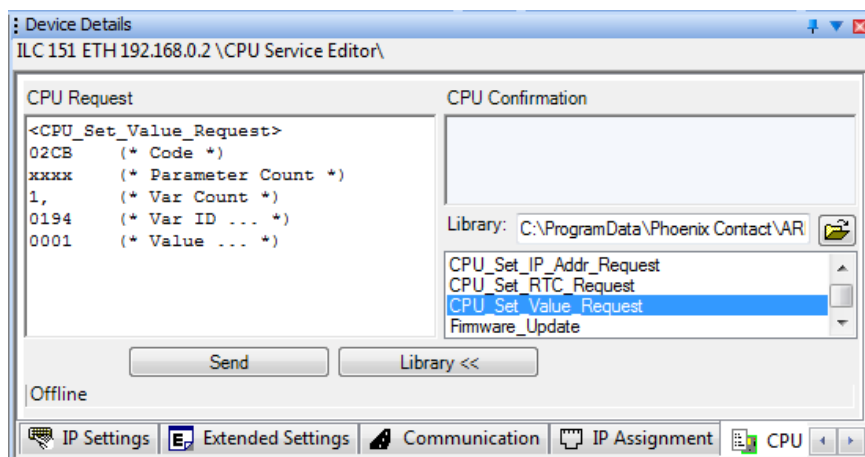 Device Details
ILC 151 ETH 192.168.0.2 \CPU Service Editor\
CPU Request
<CPU_Set_Value_Request>
02CB (* Code *)
xxxx (* Parameter Count *)
1, (* Var Count *)
0194 (* Var ID ... *)
0001 (* Value ... *)
CPU Confirmation
Library: C:\ProgramData\Phoenix Contact\ARI
CPU_Set_IP_Addr_Request
CPU_Set_RTC_Request
CPU_Set_Value_Request
Firmware_Update
Send Library <<
Offline
IP Settings Extended Settings Communication IP Assignment CPU